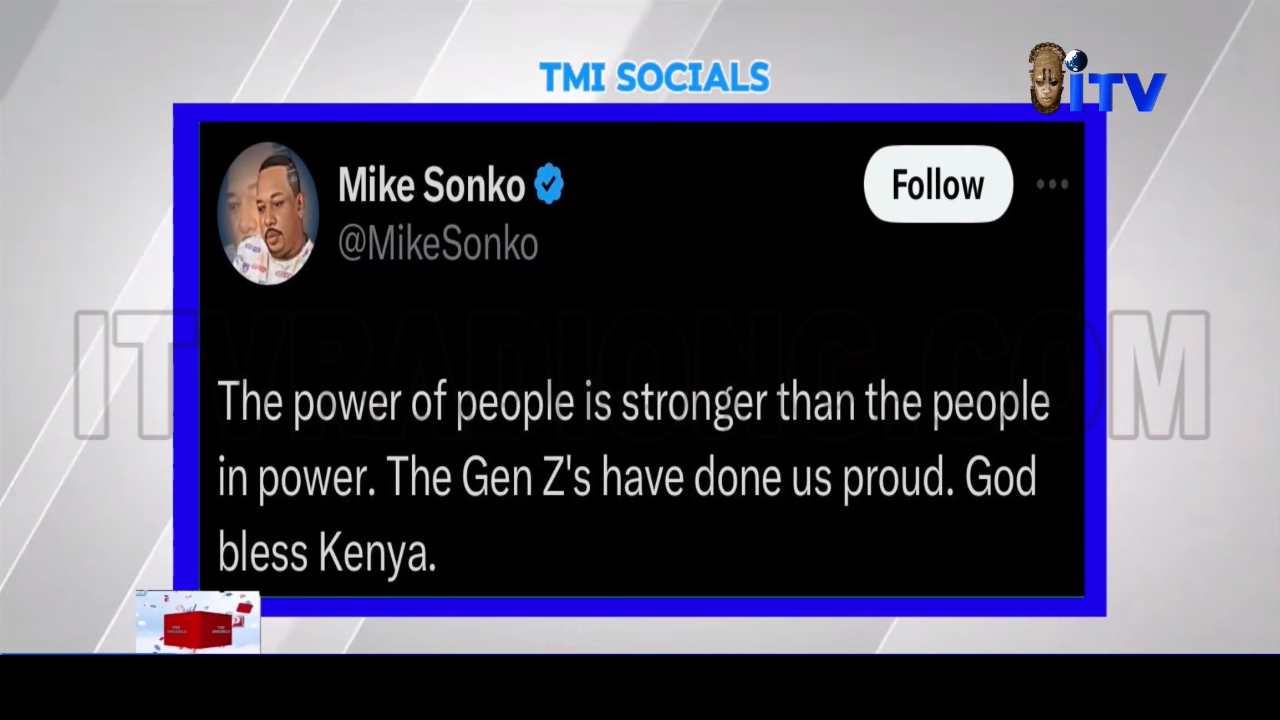 TMI SOCIALS
iTV
Mike Sonko
@MikeSonko
Follow
ITVRADIONG.COM
The power of people is stronger than the people
in power. The Gen Z's have done us proud. God
bless Kenya.